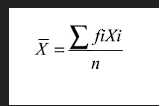 X̅ = ∑ fiXi / n